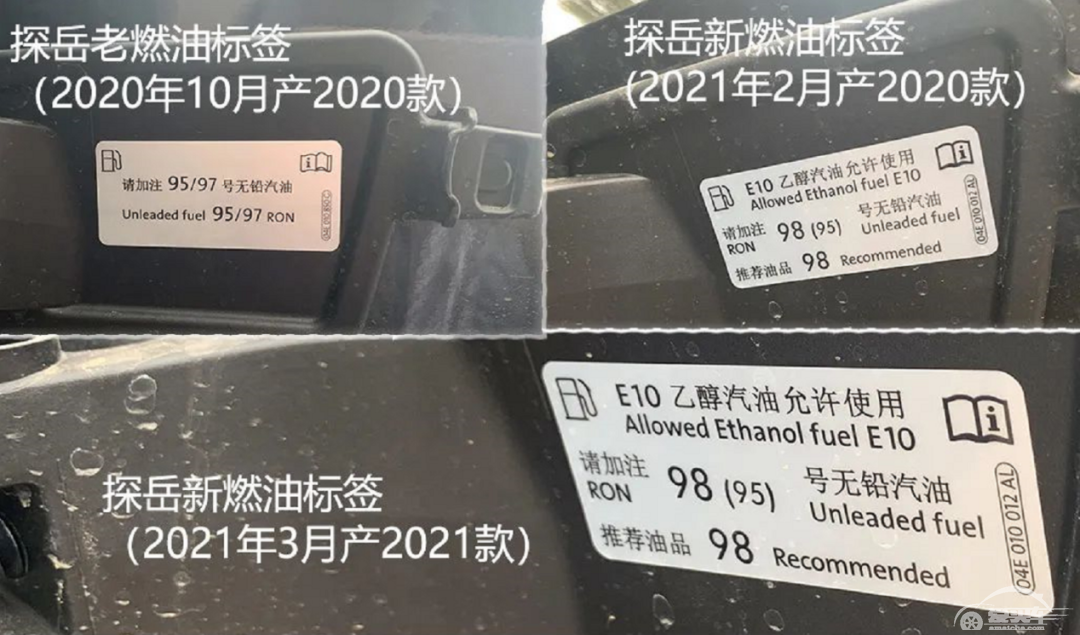 探岳老燃油标签
（2020年10月产2020款）
请加注 95/97 号无铅汽油
Unleaded fuel 95/97 RON
探岳新燃油标签
（2021年2月产2020款）
E10 乙醇汽油允许使用
Allowed Ethanol fuel E10
请加注 98 (95) 号无铅汽油
RON Unleaded fuel
推荐油品 98 Recommended
04E 010 012 AL
探岳新燃油标签
（2021年3月产2021款）
E10 乙醇汽油允许使用
Allowed Ethanol fuel E10
请加注 98 (95) 号无铅汽油
RON Unleaded fuel
推荐油品 98 Recommended
04E 010 012 AL